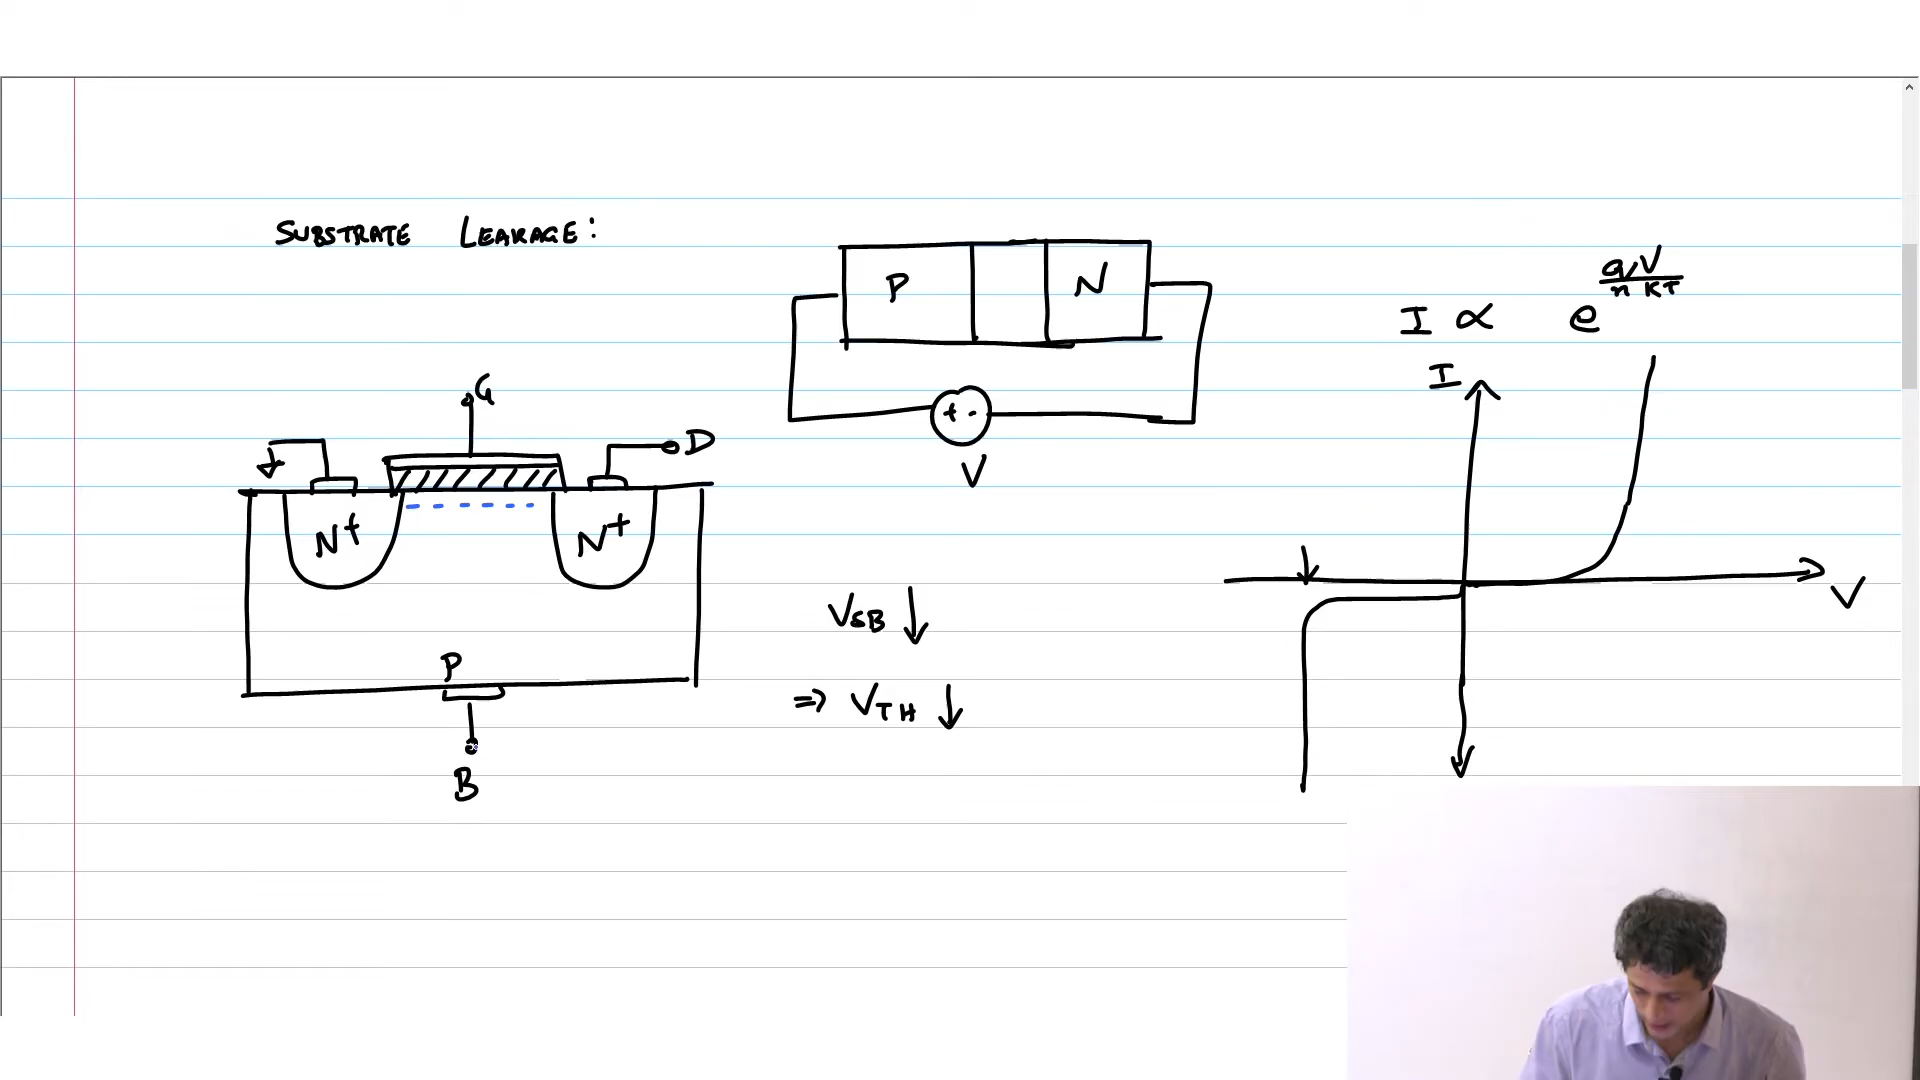 SUBSTRATE LEAKAGE:
P N
+ -
V
I ∝ e^(qV/nKT)
I
V
G
D
N+ N+
P
B
VSB ↓
⇒ VTH ↓